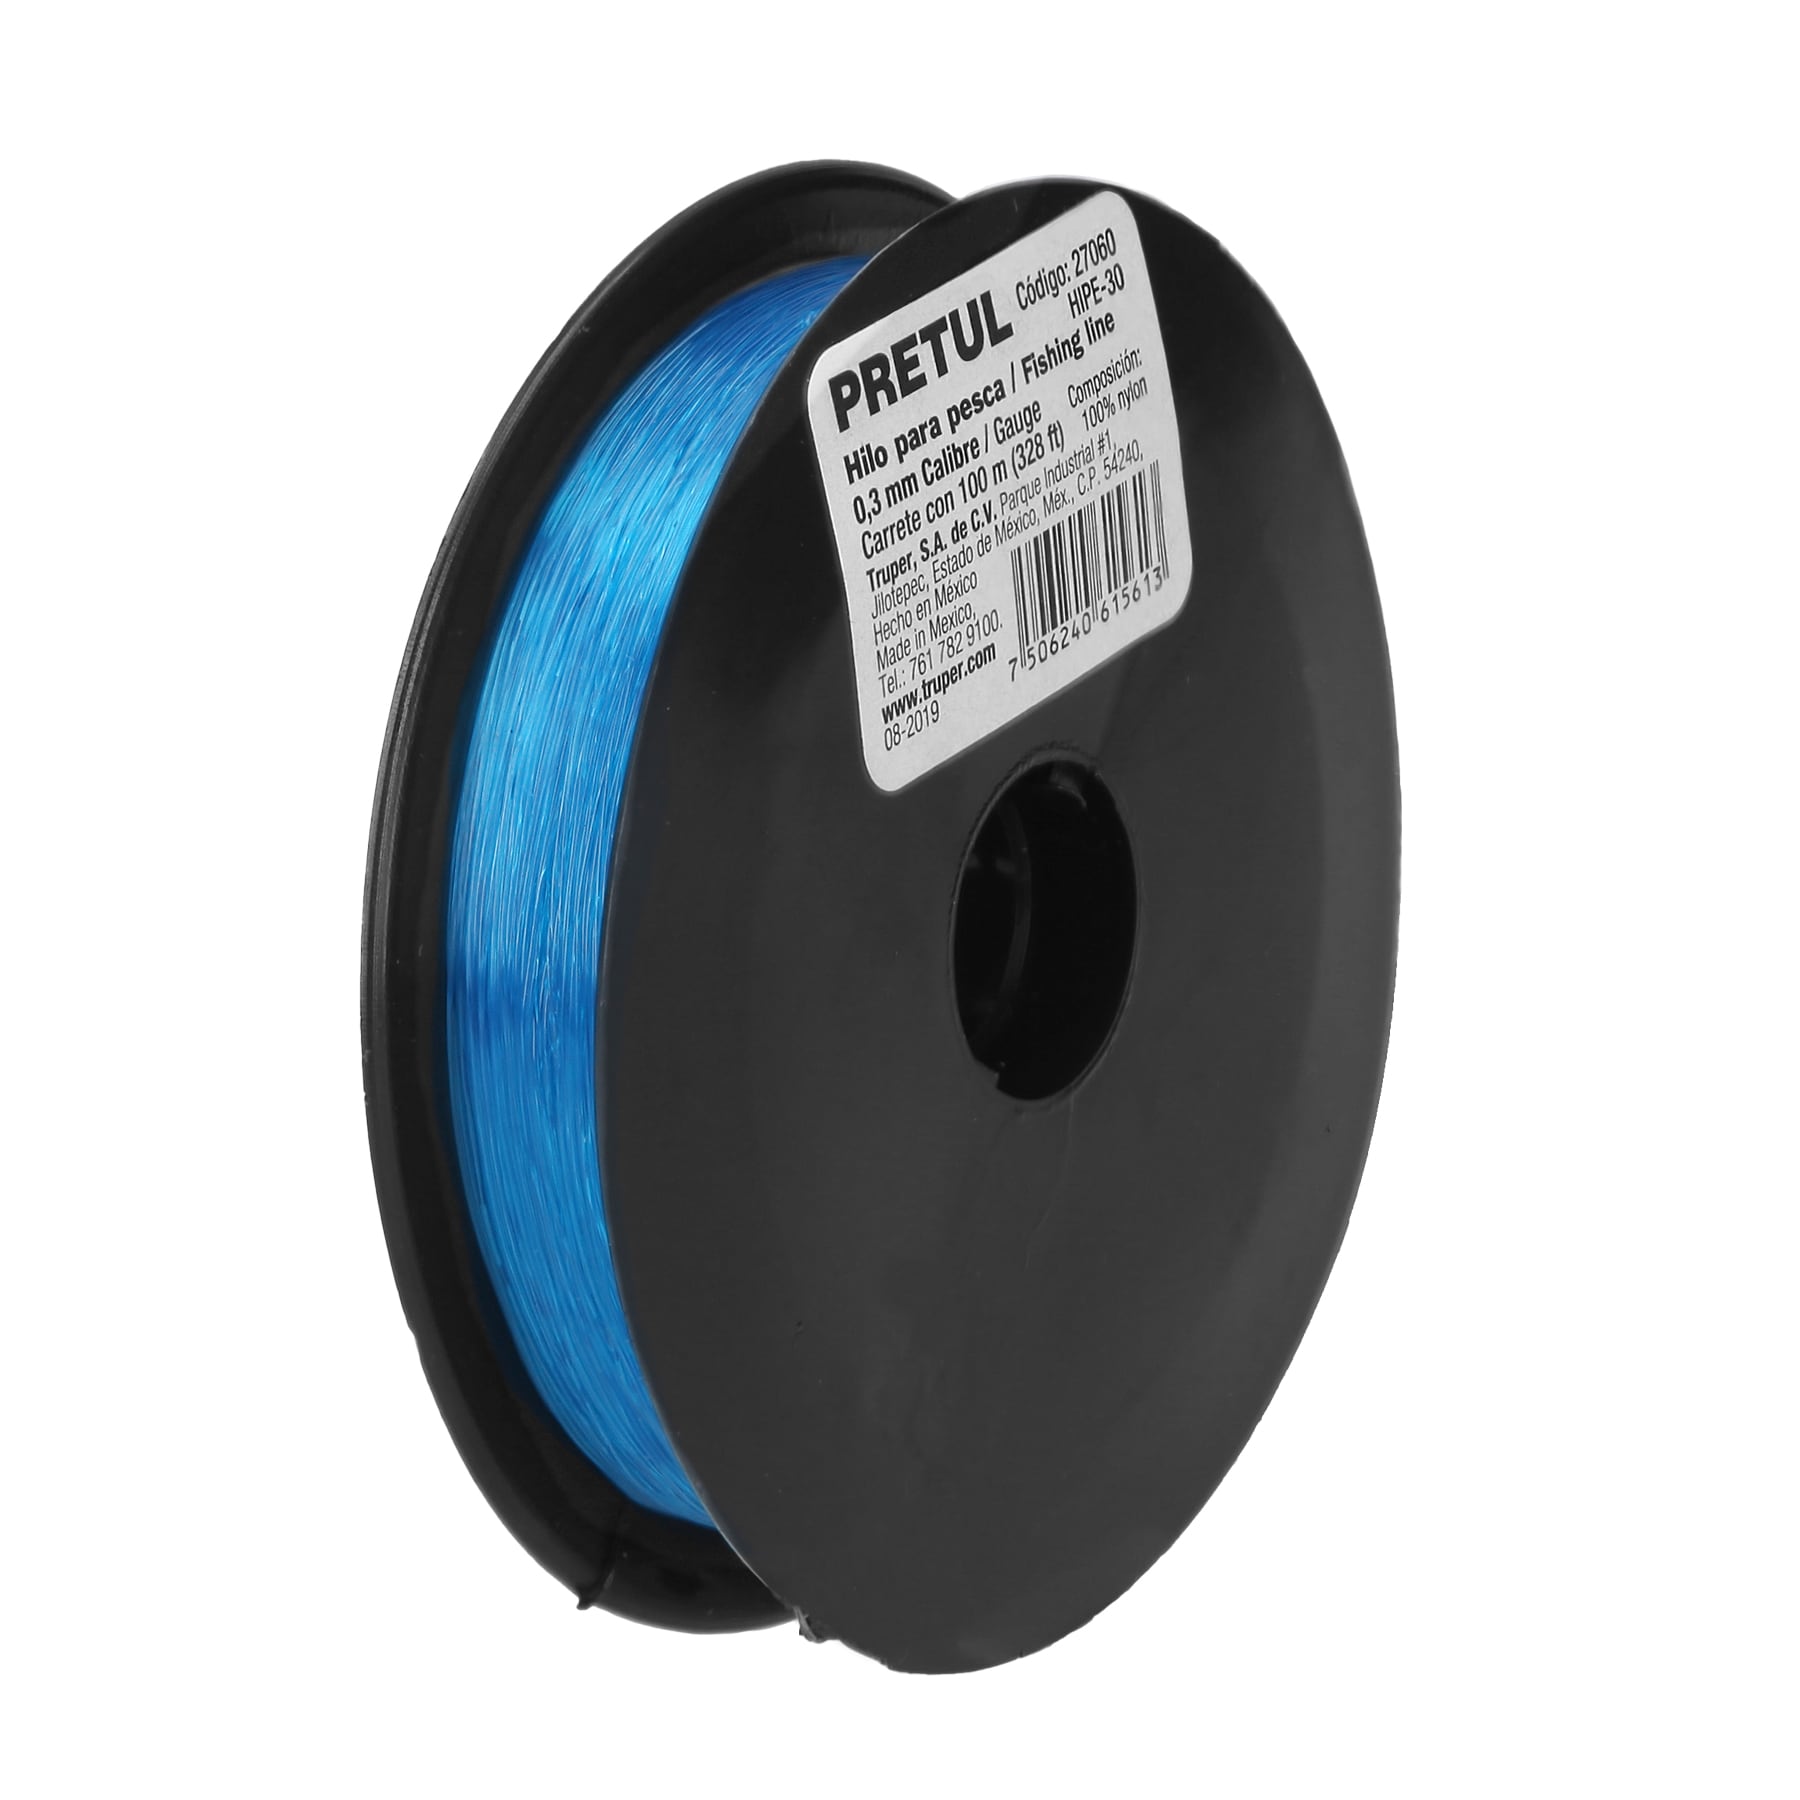 PRETUL Código: 27060
HIPE-30
Hilo para pesca / Fishing line
0,3 mm Calibre / Gauge
Carrete con 100 m (328 ft)
Composición:
100% nylon
Truper, S.A. de C.V. Parque Industrial #1,
Jilotepec, Estado de México, Méx., C.P. 54240,
Hecho en México
Made in Mexico,
Tel.: 761 782 9100.
www.truper.com
08-2019
7 506240 615613